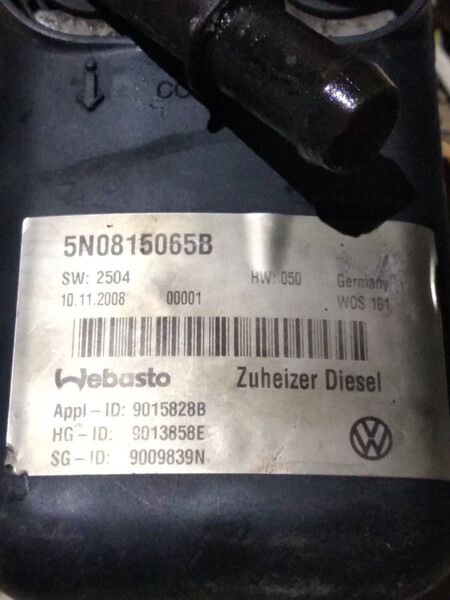 i
5N0815065B
SW: 2504 HW: 050 Germany
10.11.2008 00001 WOS 161
Webasto Zuheizer Diesel
Appl-ID: 9015828B
HG-ID: 9013858E
SG-ID: 9009839N
VW